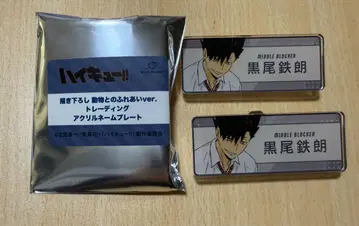 ハイキュー!!
描き下ろし 動物とのふれあいver.
トレーディング
アクリルネームプレート
MIDDLE BLOCKER
黒尾鉄朗
MIDDLE BLOCKER
黒尾鉄朗